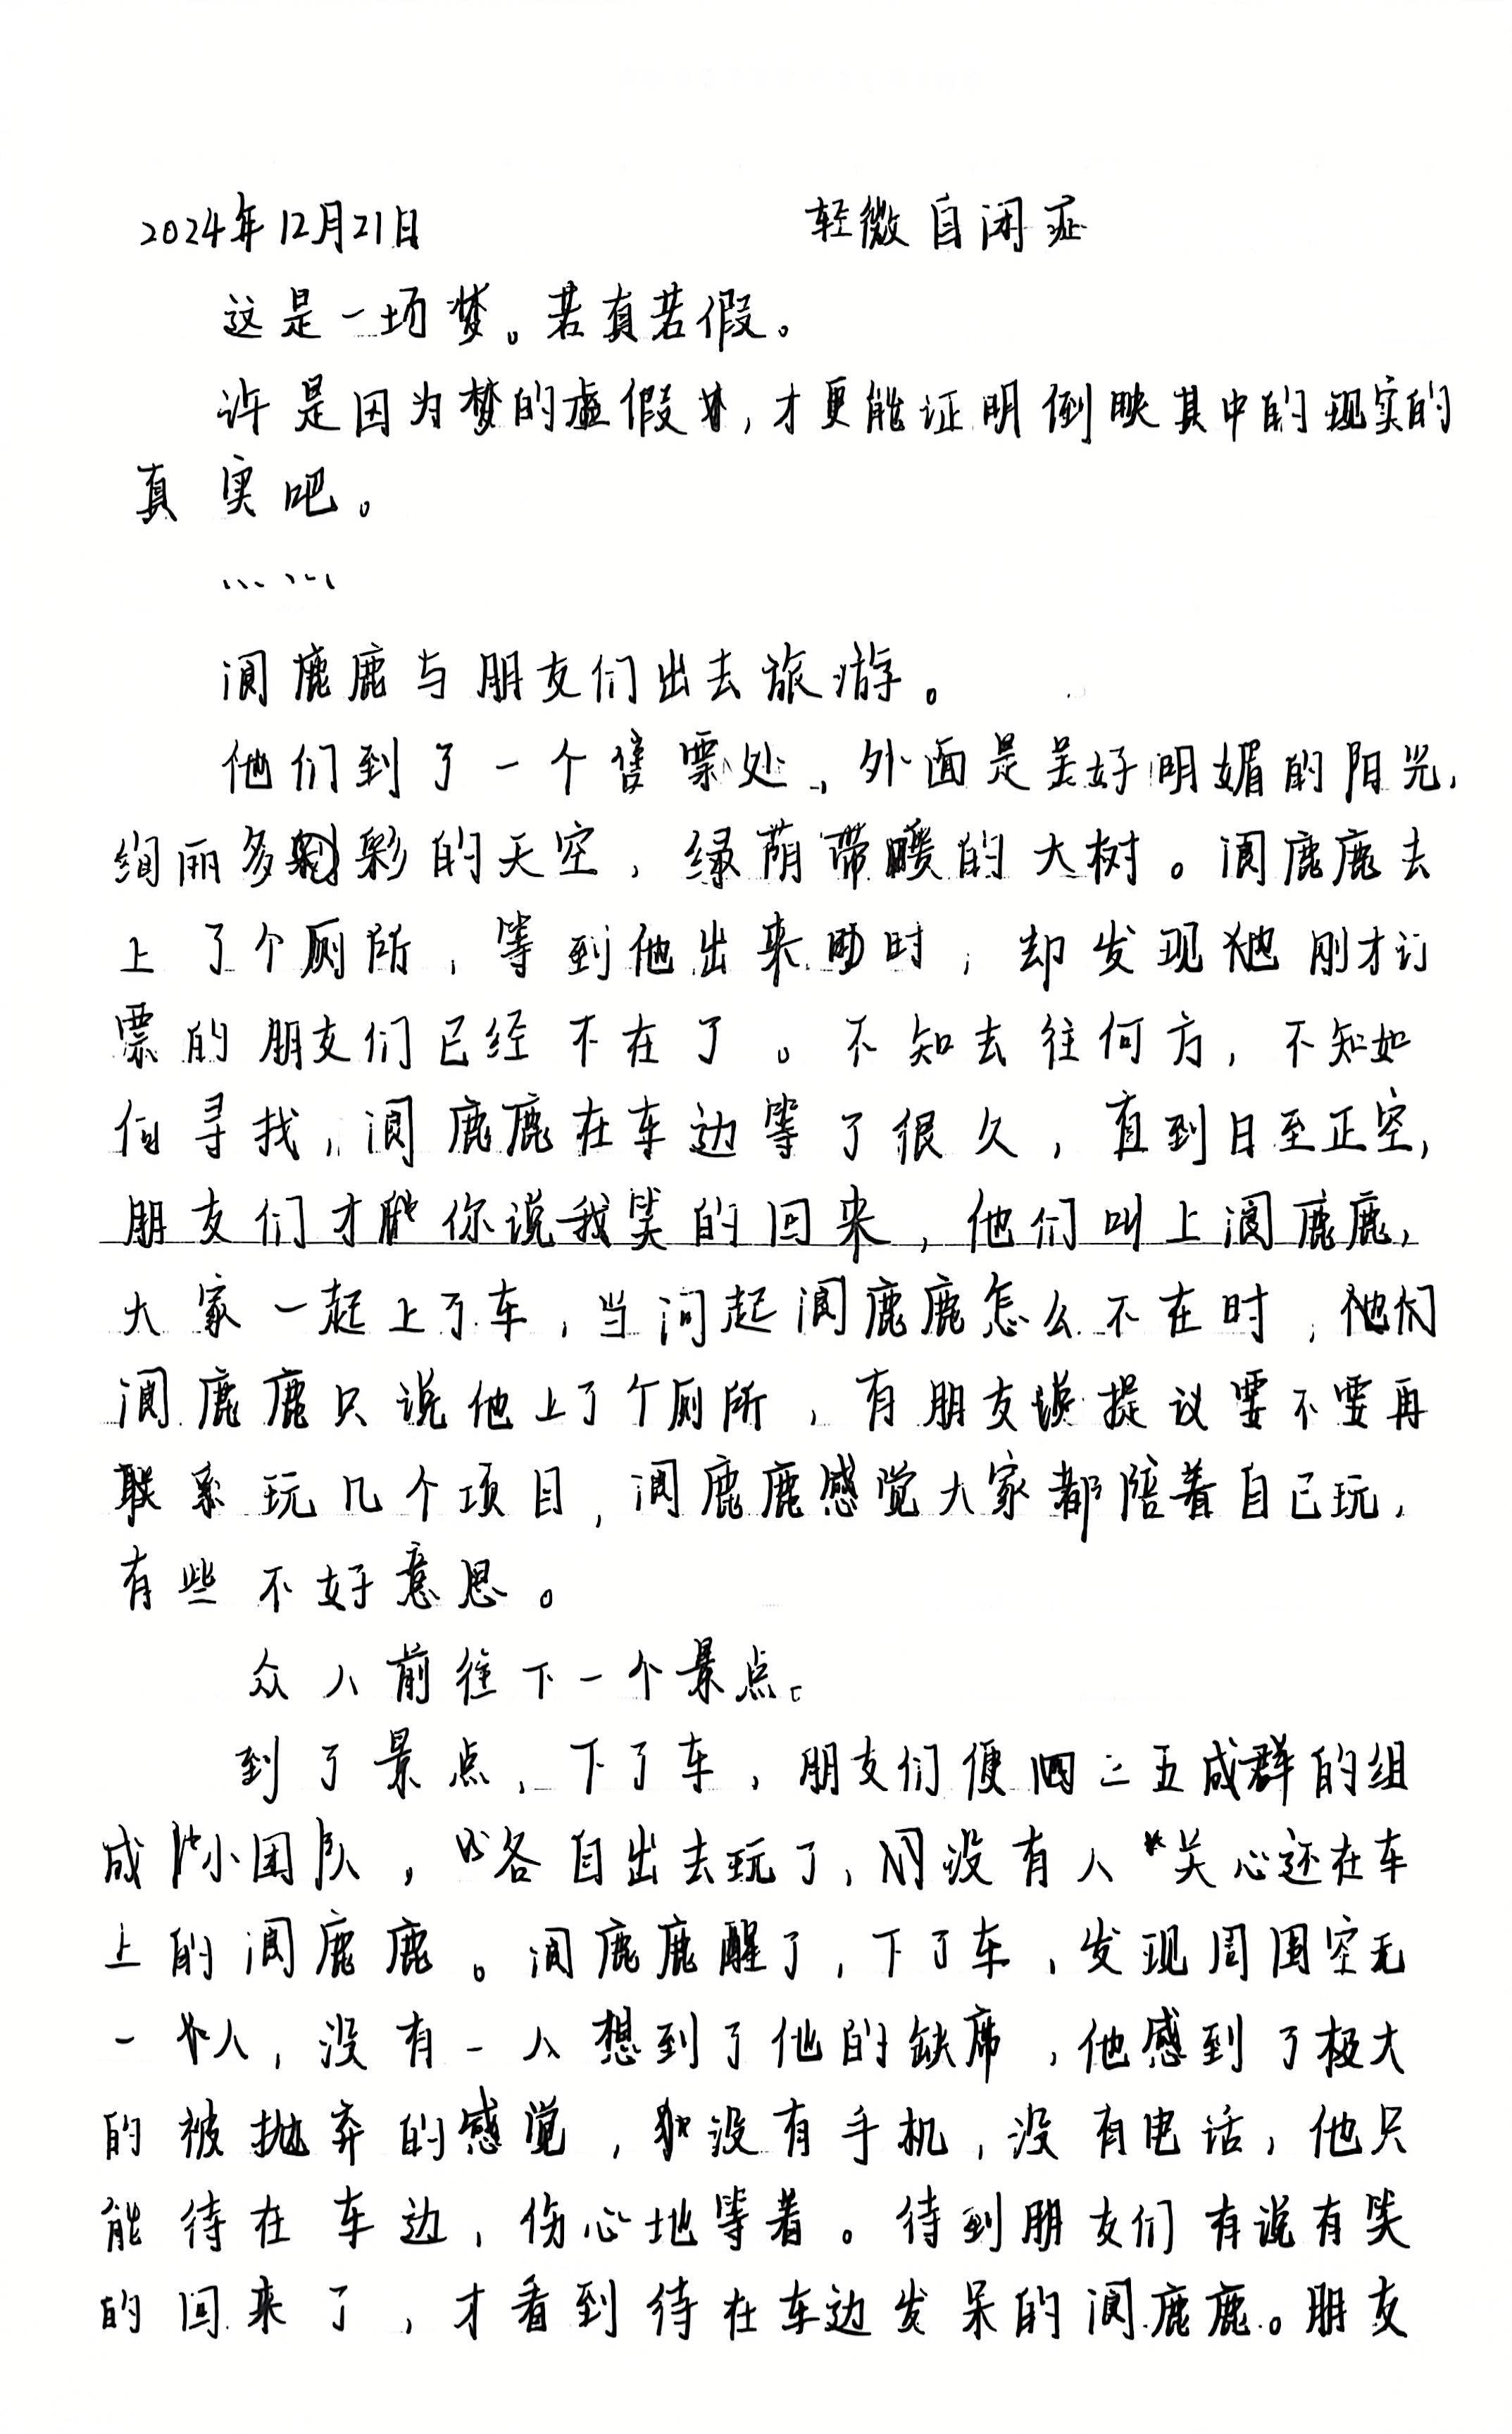 2024年12月21日 轻微自闭症
这是一场梦。若真若假。
许是因为梦的虚假,才更能证明倒映其中的现实的
真实吧。
……
阆鹿鹿与朋友们出去旅游。
他们到了一个售票处,外面是美好明媚的阳光,
绚丽多彩的天空,绿荫带暖的大树。阆鹿鹿去
上了个厕所,等到他出来时,却发现他刚才订
票的朋友们已经不在了。不知去往何方,不知如
何寻找,阆鹿鹿在车边等了很久,直到日至正空,
朋友们才你说我笑的回来,他们叫上阆鹿鹿,
大家一起上了车,当问起阆鹿鹿怎么不在时,他们
阆鹿鹿只说他上了个厕所,有朋友提议要不要再
联系玩几个项目,阆鹿鹿感觉大家都陪着自己玩,
有些不好意思。
众人前往下一个景点。
到了景点,下了车,朋友们便三五成群的组
成小团队,各自出去玩了,没有人关心还在车
上的阆鹿鹿。阆鹿鹿醒了,下了车,发现周围空无
一人,没有一人想到了他的缺席,他感到了极大
的被抛弃的感觉,没有手机,没有电话,他只
能待在车边,伤心地等着。待到朋友们有说有笑
的回来了,才看到待在车边发呆的阆鹿鹿。朋友